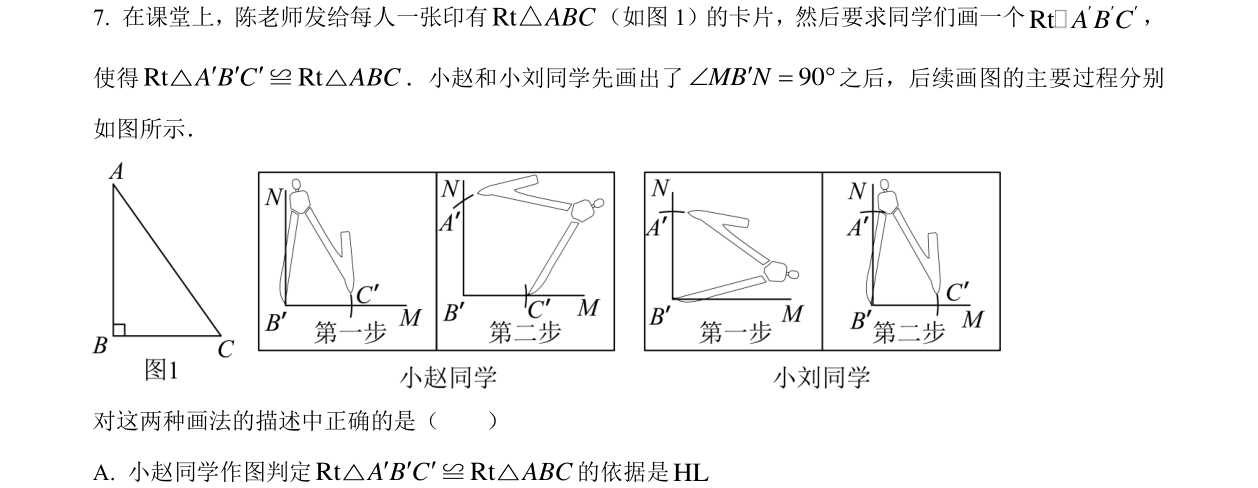 7. 在课堂上，陈老师发给每人一张印有Rt△ABC（如图1）的卡片，然后要求同学们画一个Rt□A′B′C′，
使得Rt△A′B′C′≌Rt△ABC．小赵和小刘同学先画出了∠MB′N=90°之后，后续画图的主要过程分别
如图所示．
A
B
C
图1
N
B′
C′
M
第一步
N
A′
B′
C′
M
第二步
小赵同学
N
A′
B′
M
第一步
N
A′
B′
C′
M
第二步
小刘同学
对这两种画法的描述中正确的是（　　）
A. 小赵同学作图判定Rt△A′B′C′≌Rt△ABC的依据是HL